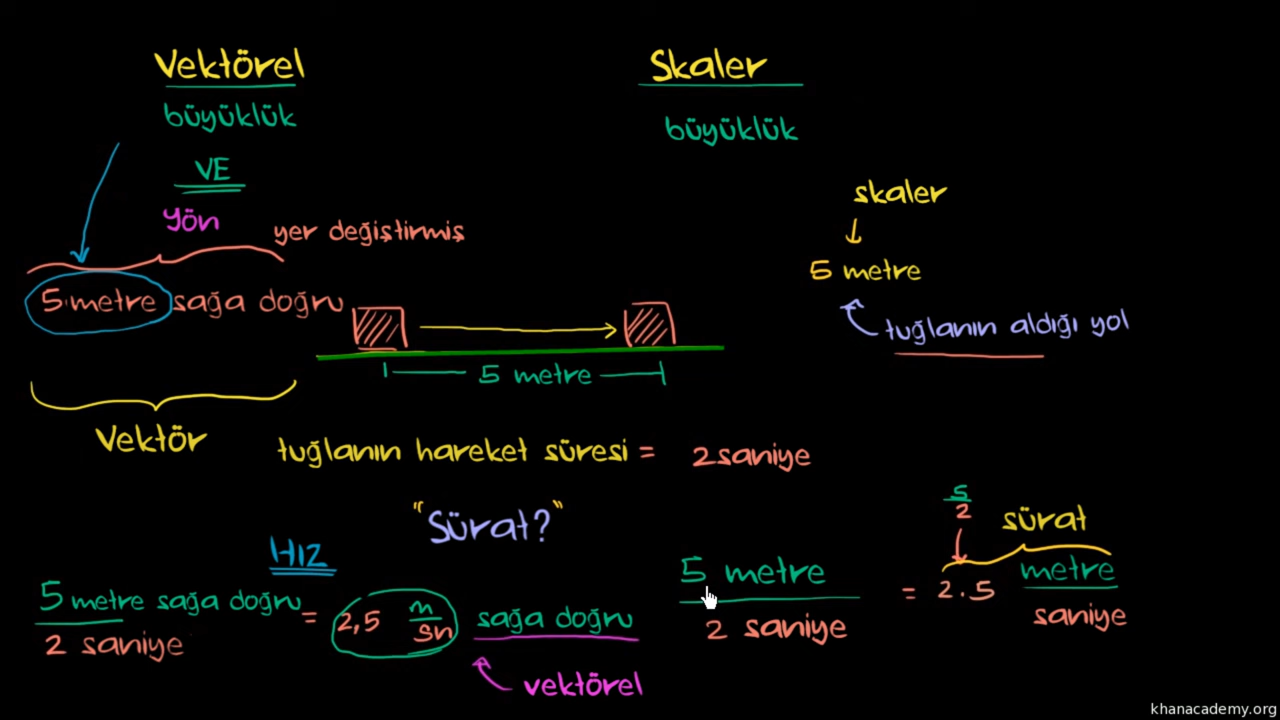 Vektörel
büyüklük
VE
yön
yer değiştirmiş
5 metre sağa doğru
Vektör
Skaler
büyüklük
skaler
5 metre
tuğlanın aldığı yol
5 metre
tuğlanın hareket süresi = 2 saniye
"Sürat?"
HIZ
5 metre sağa doğru
2 saniye
= 2,5 m
sn
sağa doğru
vektörel
5 metre
2 saniye
5
2
sürat
= 2.5 metre
saniye
khanacademy.org